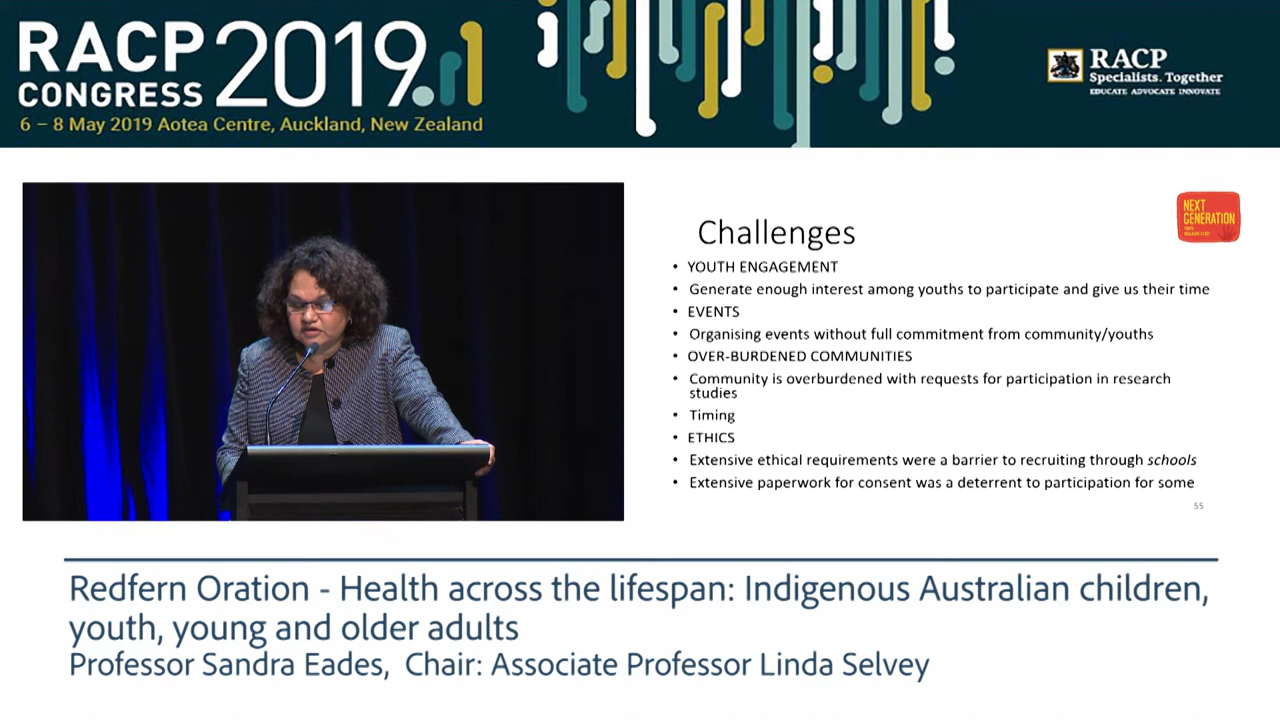 RACP
CONGRESS 2019
6 – 8 May 2019 Aotea Centre, Auckland, New Zealand
RACP
Specialists. Together
EDUCATE ADVOCATE INNOVATE
NEXT
GENERATION
Challenges
• YOUTH ENGAGEMENT
• Generate enough interest among youths to participate and give us their time
• EVENTS
• Organising events without full commitment from community/youths
• OVER-BURDENED COMMUNITIES
• Community is overburdened with requests for participation in research
studies
• Timing
• ETHICS
• Extensive ethical requirements were a barrier to recruiting through schools
• Extensive paperwork for consent was a deterrent to participation for some
55
Redfern Oration - Health across the lifespan: Indigenous Australian children,
youth, young and older adults
Professor Sandra Eades, Chair: Associate Professor Linda Selvey